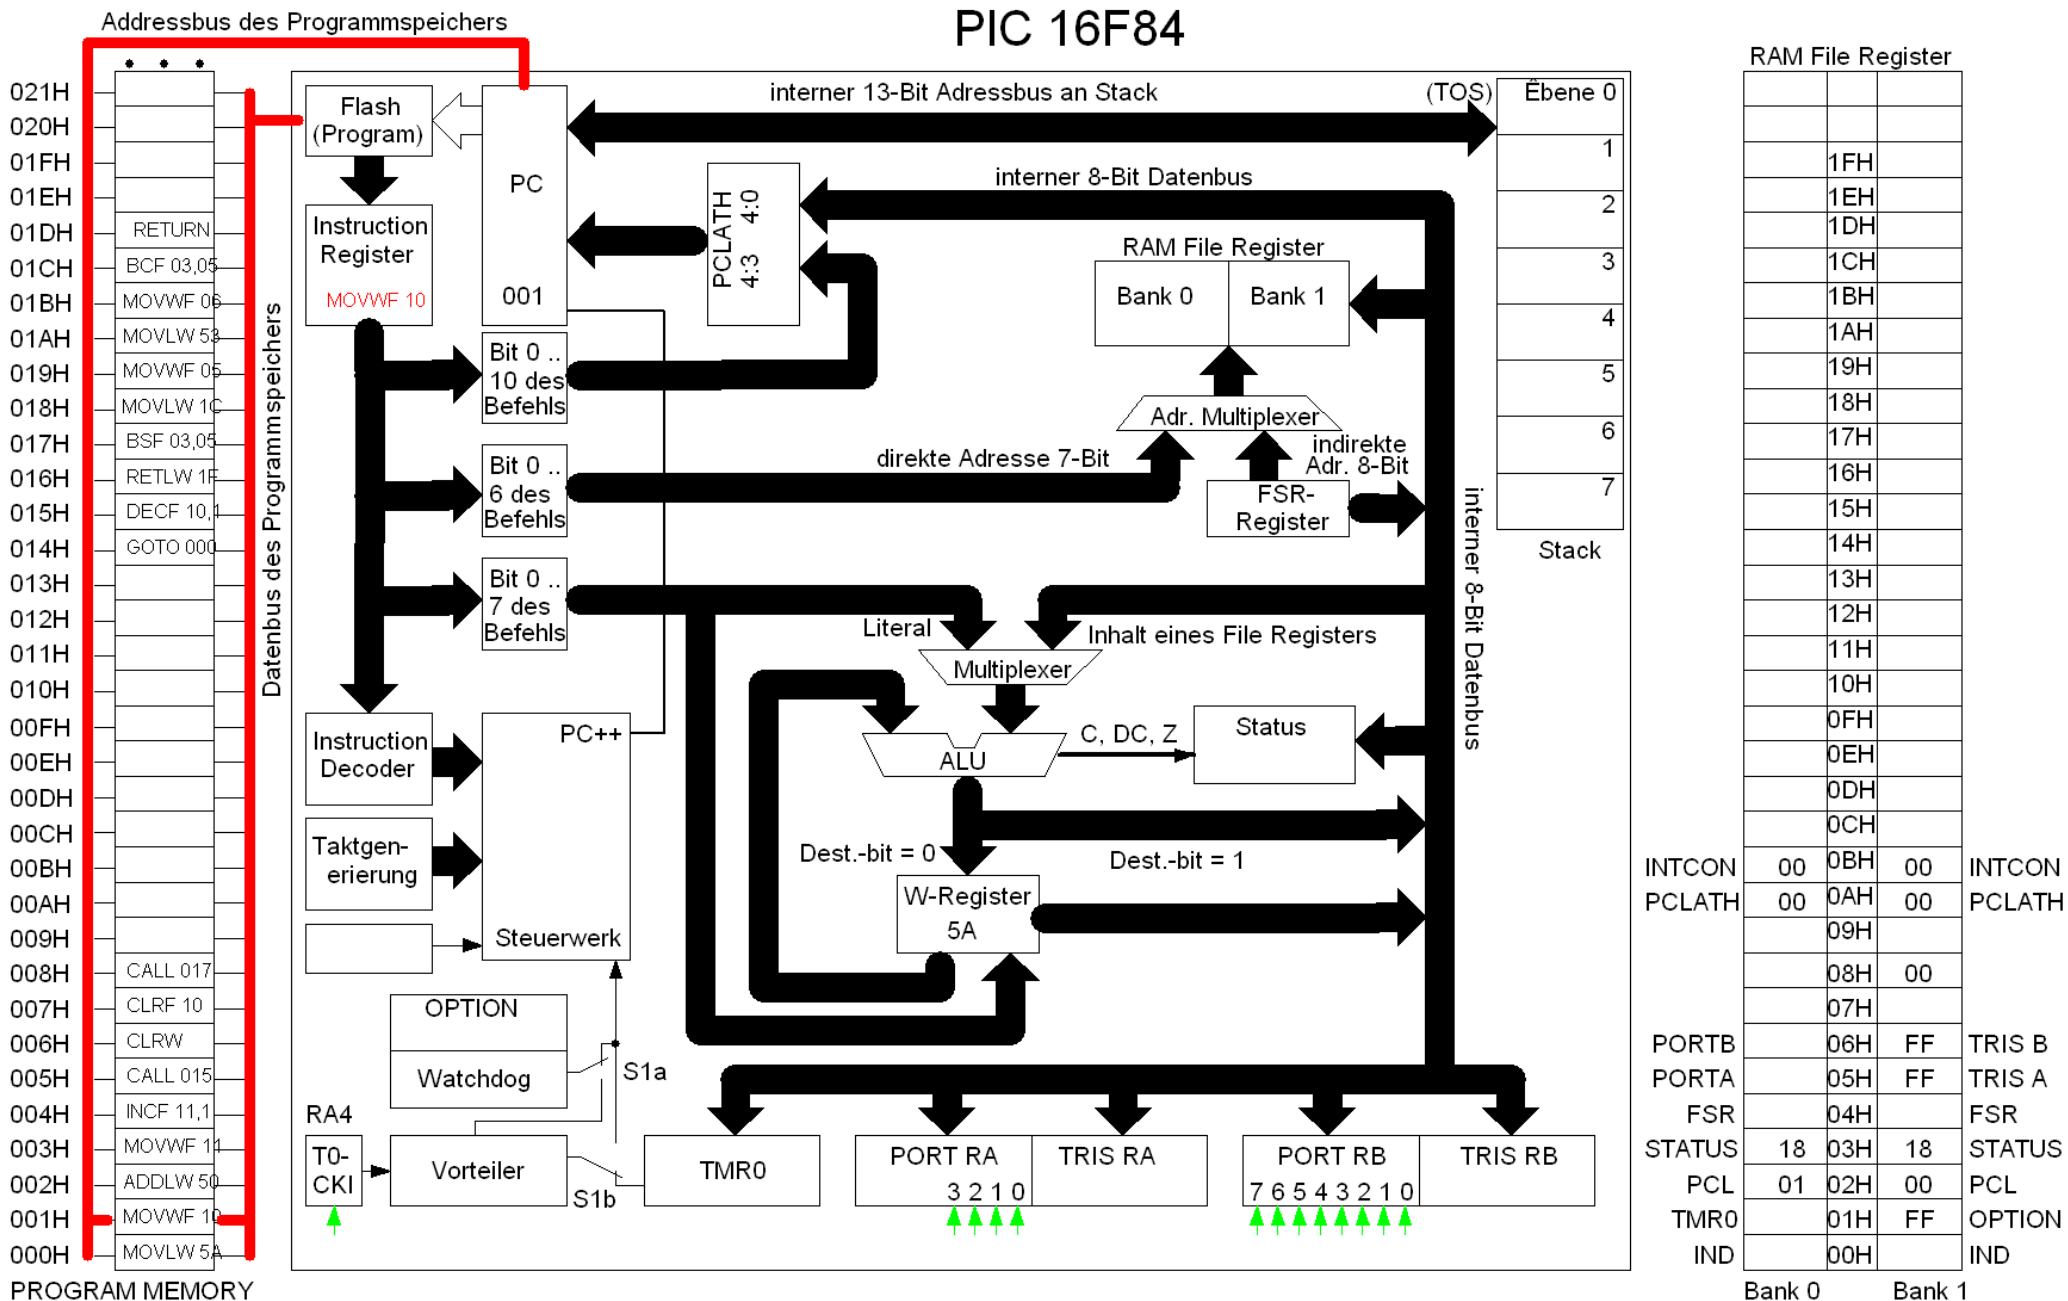 Addressbus des Programmspeichers
PIC 16F84
• • •
021H
020H
01FH
01EH
01DH RETURN
01CH BCF 03,05
01BH MOVWF 06
01AH MOVLW 53
019H MOVWF 05
018H MOVLW 1C
017H BSF 03,05
016H RETLW 1F
015H DECF 10,1
014H GOTO 000
013H
012H
011H
010H
00FH
00EH
00DH
00CH
00BH
00AH
009H
008H CALL 017
007H CLRF 10
006H CLRW
005H CALL 015
004H INCF 11,1
003H MOVWF 11
002H ADDLW 50
001H MOVWF 10
000H MOVLW 5A
PROGRAM MEMORY
Datenbus des Programmspeichers
Flash
(Program)
Instruction
Register
MOVWF 10
PC
001
PCLATH
4:3 4:0
interner 13-Bit Adressbus an Stack
(TOS)
Êbene 0
1
2
3
4
5
6
7
Stack
interner 8-Bit Datenbus
RAM File Register
Bank 0
Bank 1
Adr. Multiplexer
Bit 0 ..
10 des
Befehls
Bit 0 ..
6 des
Befehls
direkte Adresse 7-Bit
indirekte
Adr. 8-Bit
FSR-
Register
interner 8-Bit Datenbus
Bit 0 ..
7 des
Befehls
Literal
Inhalt eines File Registers
Multiplexer
ALU
C, DC, Z
Status
Dest.-bit = 0
Dest.-bit = 1
W-Register
5A
Instruction
Decoder
PC++
Taktgen-
erierung
Steuerwerk
OPTION
Watchdog
S1a
RA4
T0-
CKI
Vorteiler
S1b
TMR0
PORT RA
3 2 1 0
TRIS RA
PORT RB
7 6 5 4 3 2 1 0
TRIS RB
RAM File Register
1FH
1EH
1DH
1CH
1BH
1AH
19H
18H
17H
16H
15H
14H
13H
12H
11H
10H
0FH
0EH
0DH
0CH
INTCON 00 0BH 00 INTCON
PCLATH 00 0AH 00 PCLATH
09H
08H 00
07H
PORTB 06H FF TRIS B
PORTA 05H FF TRIS A
FSR 04H FSR
STATUS 18 03H 18 STATUS
PCL 01 02H 00 PCL
TMR0 01H FF OPTION
IND 00H IND
Bank 0 Bank 1